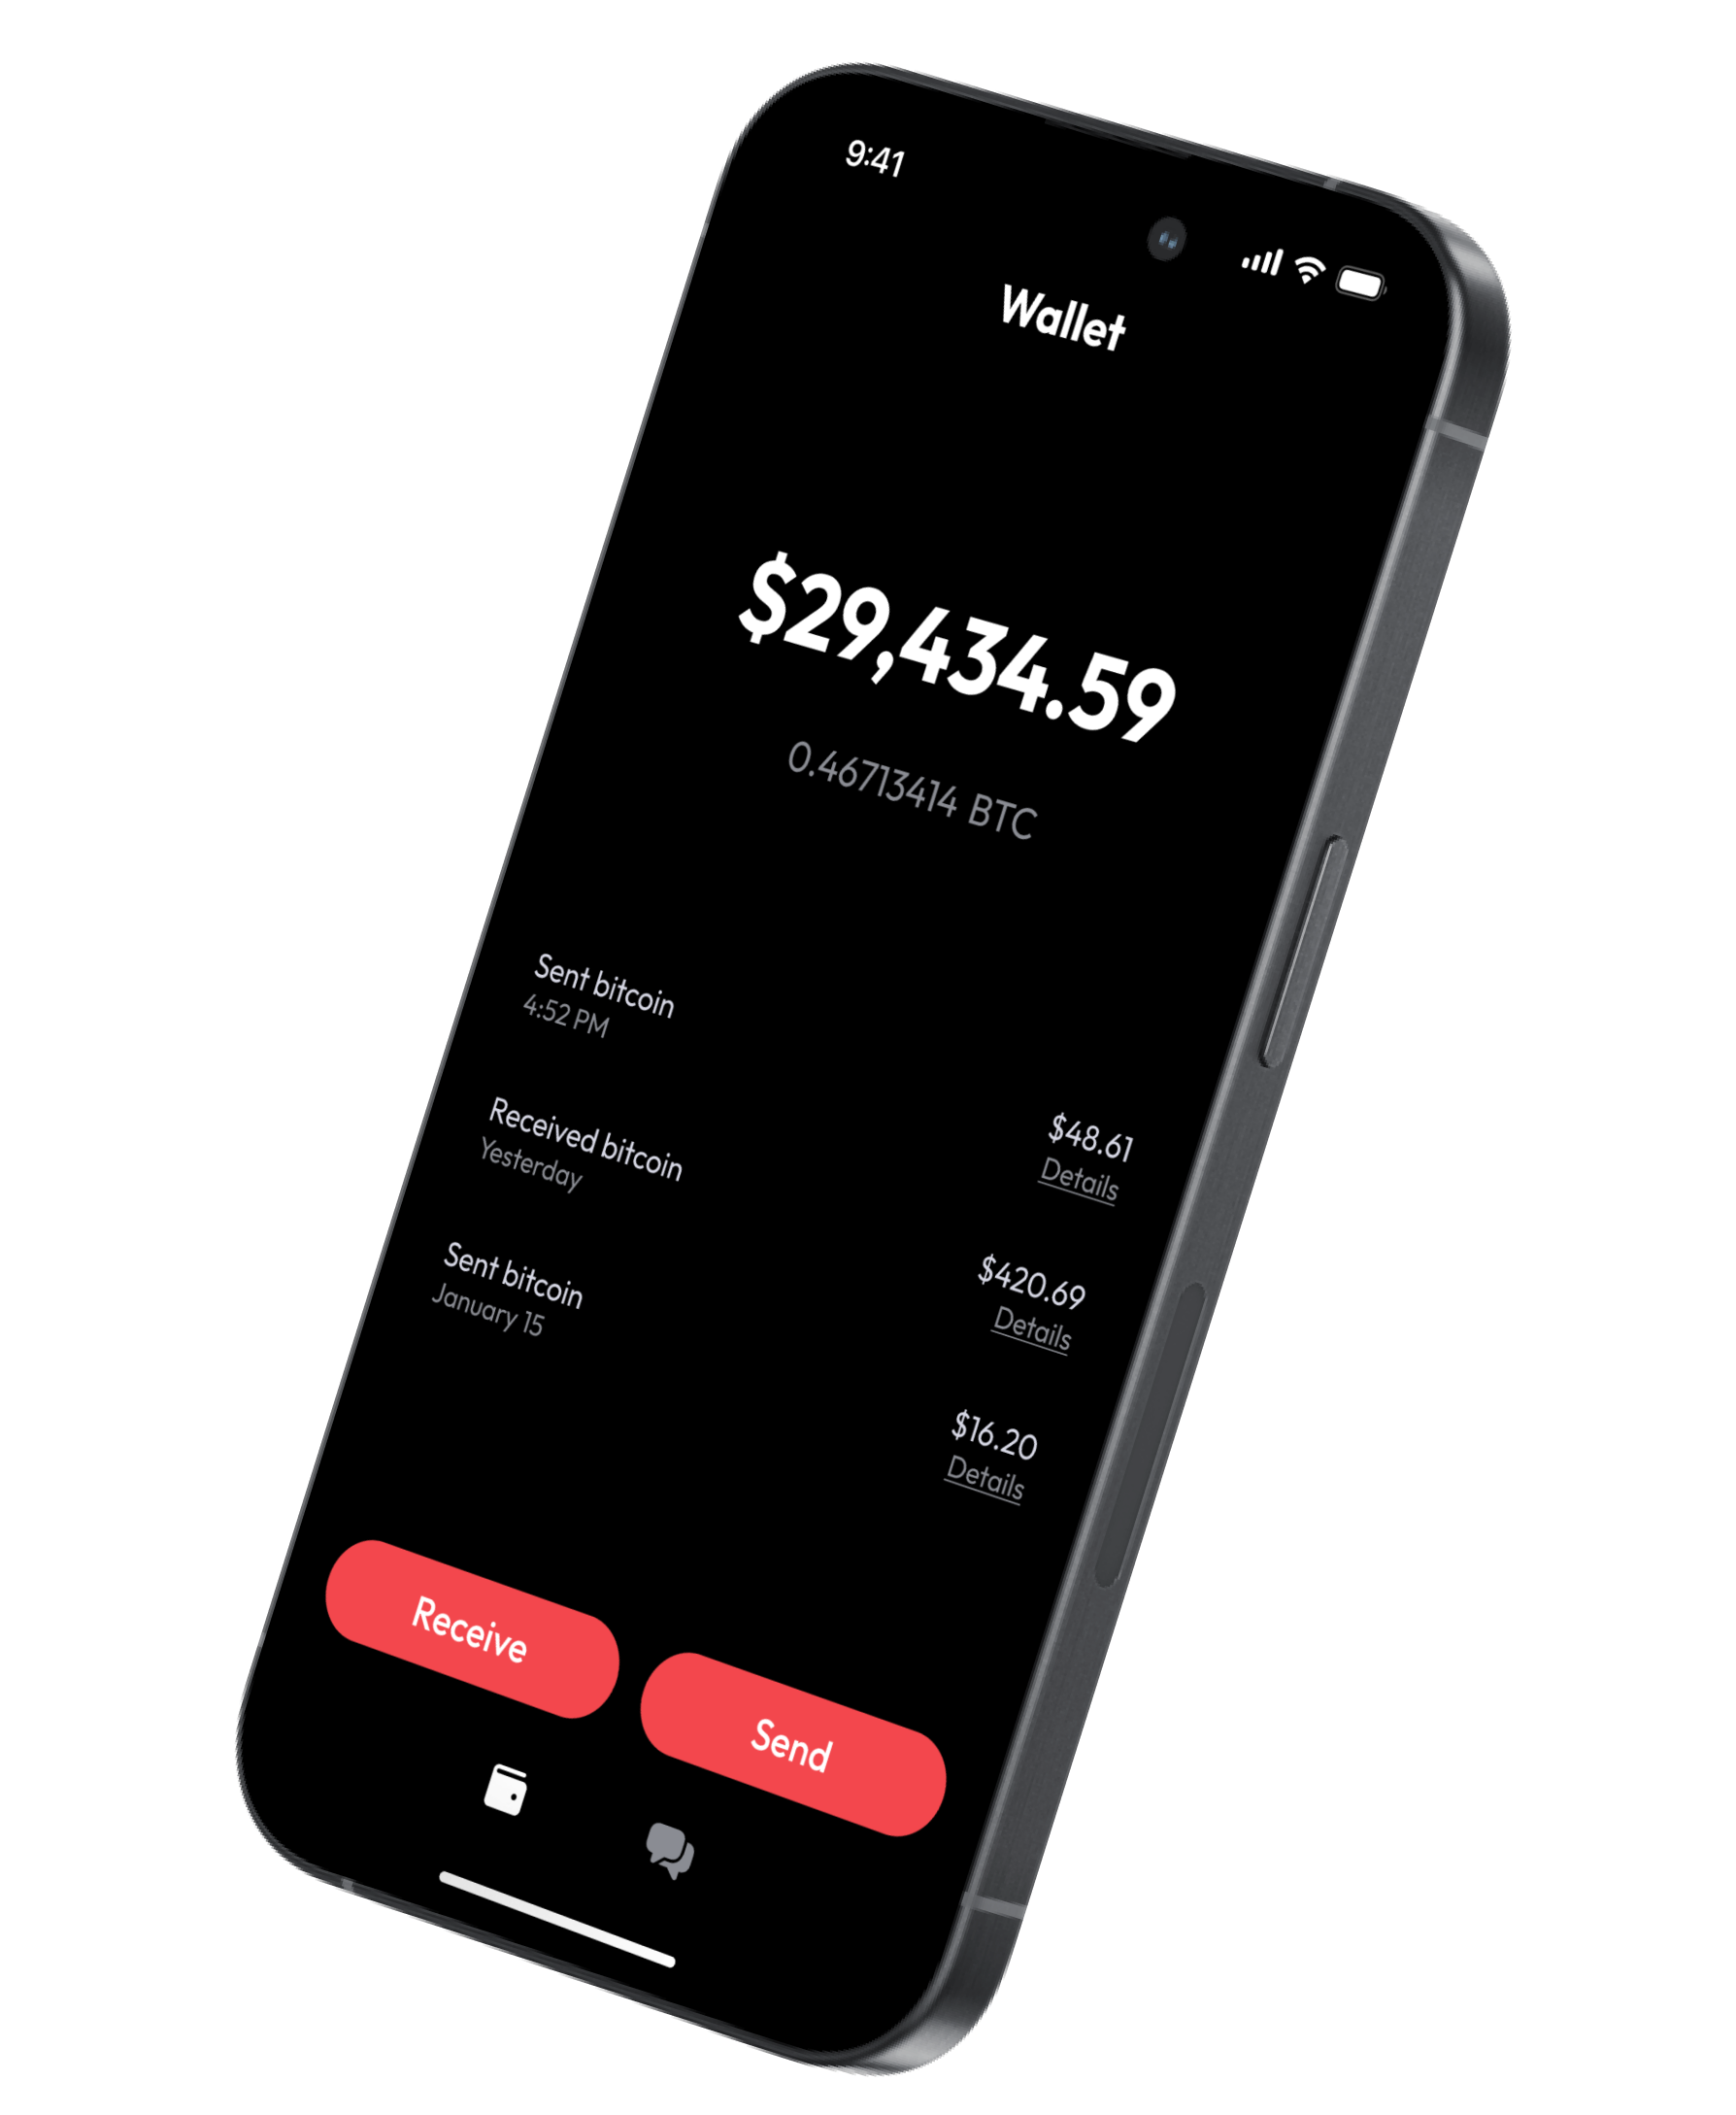 9:41
Wallet
$29,434.59
0.46713414 BTC
Sent bitcoin
4:52 PM
$48.61
Details
Received bitcoin
Yesterday
$420.69
Details
Sent bitcoin
January 15
$16.20
Details
Receive
Send